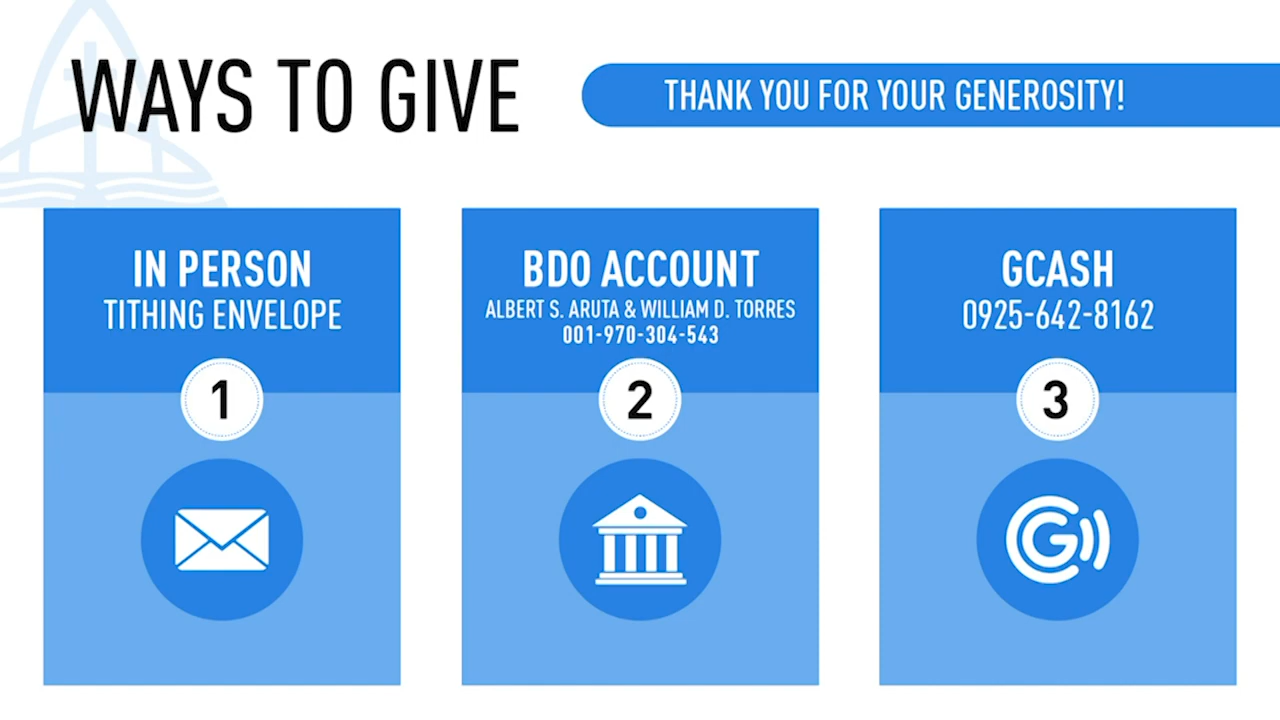 WAYS TO GIVE
THANK YOU FOR YOUR GENEROSITY!
IN PERSON
TITHING ENVELOPE
1
BDO ACCOUNT
ALBERT S. ARUTA & WILLIAM D. TORRES
001-970-304-543
2
GCASH
0925-642-8162
3